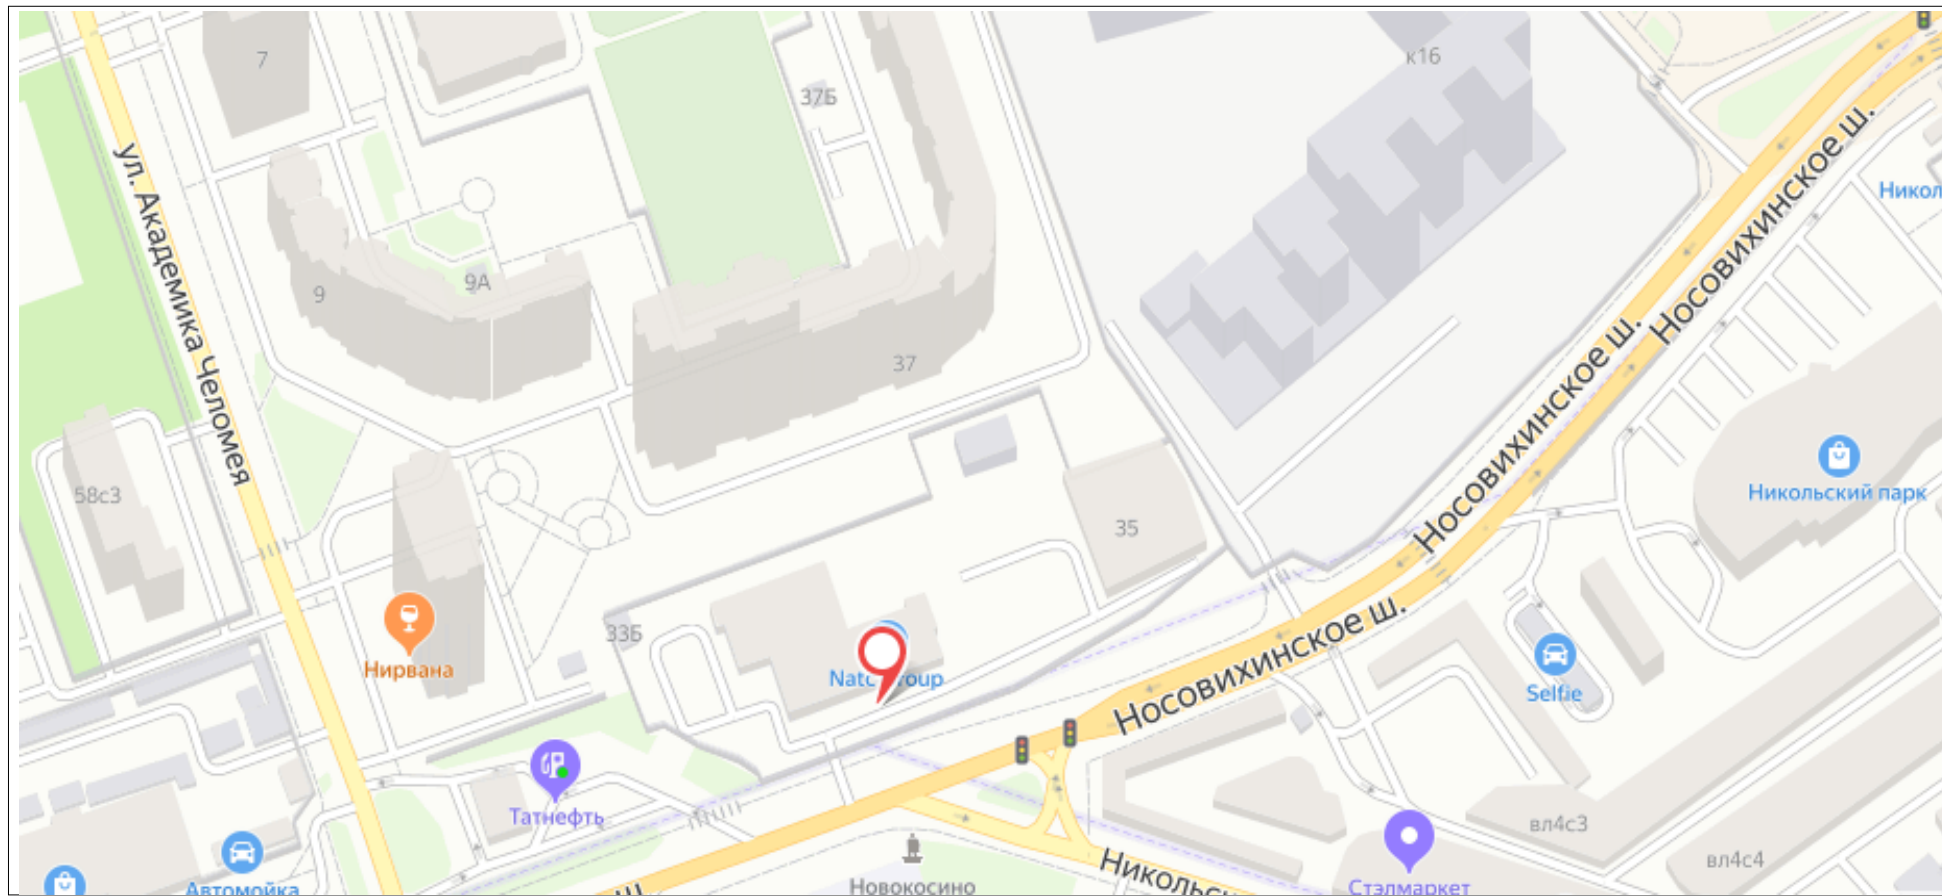 7
к16
37Б
ул. Академика Челомея
Носовихинское ш.
Никол
9
9А
37
Носовихинское ш.
58с3
Никольский парк
35
33Б
Нирвана
Носовихинское ш.
Selfie
Татнефть
вл4с3
вл4с4
Автомойка
Новокосино
Никольс
Стэлмаркет
ш